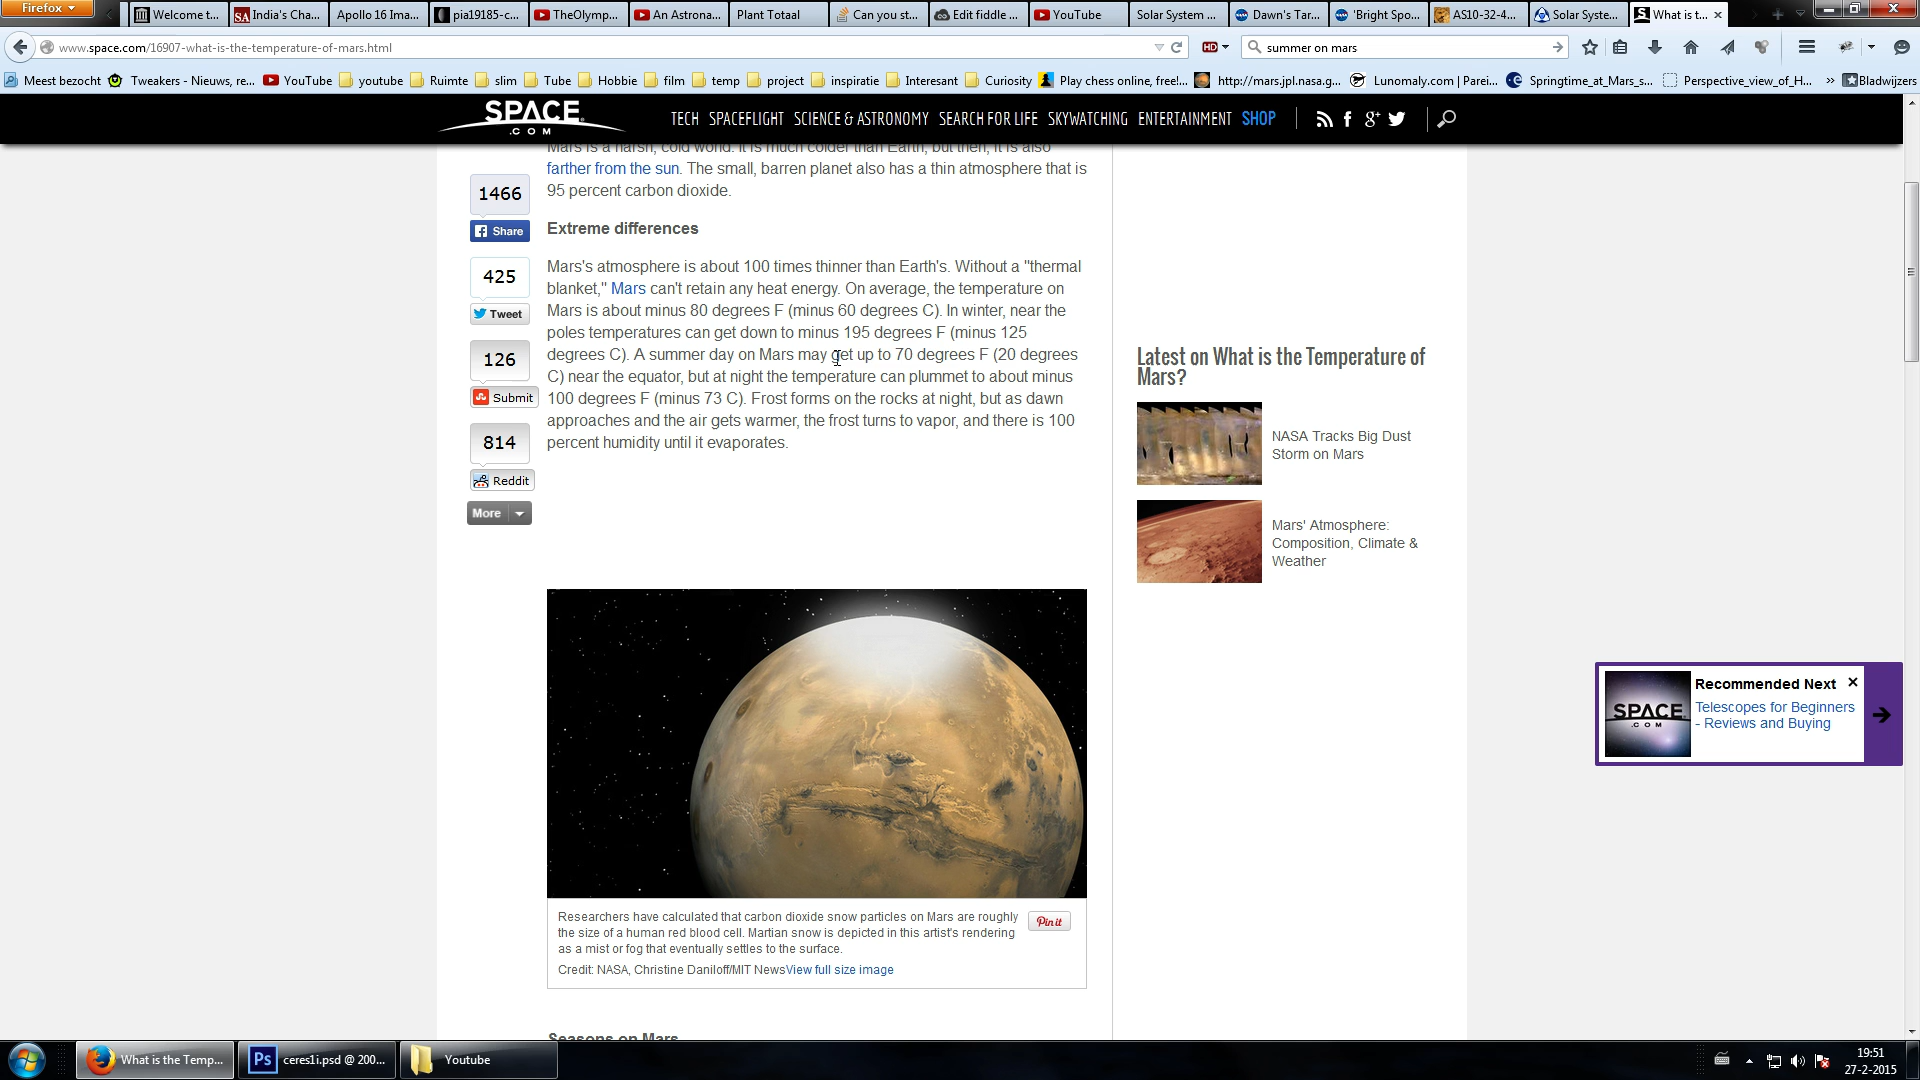 Firefox
Welcome t...
India's Cha...
Apollo 16 Ima...
pia19185-c...
TheOlymp...
An Astrona...
Plant Totaal
Can you st...
Edit fiddle ...
YouTube
Solar System ...
Dawn's Tar...
'Bright Spo...
AS10-32-4...
Solar Syste...
What is t...
www.space.com/16907-what-is-the-temperature-of-mars.html
HD
summer on mars
Meest bezocht
Tweakers - Nieuws, re...
YouTube
youtube
Ruimte
slim
Tube
Hobbie
film
temp
project
inspiratie
Interesant
Curiosity
Play chess online, free!...
http://mars.jpl.nasa.g...
Lunomaly.com | Parei...
Springtime_at_Mars_s...
Perspective_view_of_H...
Bladwijzers
SPACE
.COM
TECH SPACEFLIGHT SCIENCE & ASTRONOMY SEARCH FOR LIFE SKYWATCHING ENTERTAINMENT SHOP
Mars is a harsh, cold world. It is much colder than Earth, but then, it is also
farther from the sun. The small, barren planet also has a thin atmosphere that is
95 percent carbon dioxide.
Extreme differences
Mars's atmosphere is about 100 times thinner than Earth's. Without a "thermal
blanket," Mars can't retain any heat energy. On average, the temperature on
Mars is about minus 80 degrees F (minus 60 degrees C). In winter, near the
poles temperatures can get down to minus 195 degrees F (minus 125
degrees C). A summer day on Mars may get up to 70 degrees F (20 degrees
C) near the equator, but at night the temperature can plummet to about minus
100 degrees F (minus 73 C). Frost forms on the rocks at night, but as dawn
approaches and the air gets warmer, the frost turns to vapor, and there is 100
percent humidity until it evaporates.
1466
Share
425
Tweet
126
Submit
814
Reddit
More
Researchers have calculated that carbon dioxide snow particles on Mars are roughly
the size of a human red blood cell. Martian snow is depicted in this artist's rendering
as a mist or fog that eventually settles to the surface.
Credit: NASA, Christine Daniloff/MIT NewsView full size image
Pin it
Seasons on Mars
Latest on What is the Temperature of
Mars?
NASA Tracks Big Dust
Storm on Mars
Mars' Atmosphere:
Composition, Climate &
Weather
SPACE
.COM
Recommended Next
Telescopes for Beginners
- Reviews and Buying
What is the Temp...
Ps
ceres1i.psd @ 200...
Youtube
19:51
27-2-2015